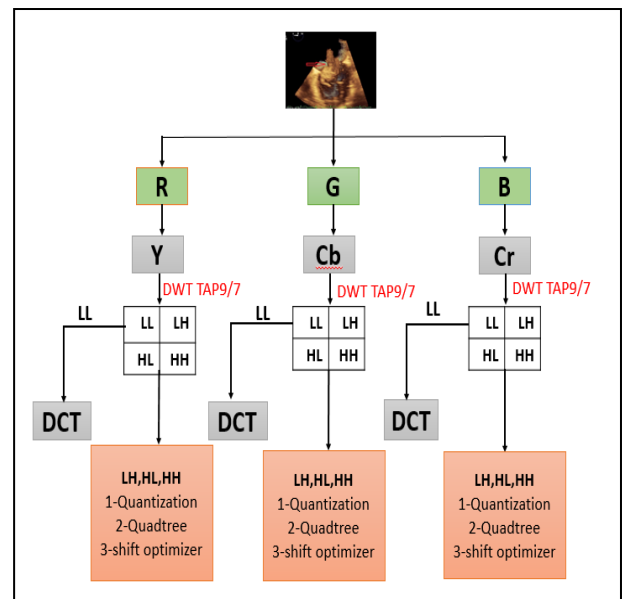 R
G
B
Y
Cb
Cr
DWT TAP9/7
DWT TAP9/7
DWT TAP9/7
LL
LL LH
HL HH
LL
LL LH
HL HH
LL
LL LH
HL HH
DCT
DCT
DCT
LH,HL,HH
1-Quantization
2-Quadtree
3-shift optimizer
LH,HL,HH
1-Quantization
2-Quadtree
3-shift optimizer
LH,HL,HH
1-Quantization
2-Quadtree
3-shift optimizer